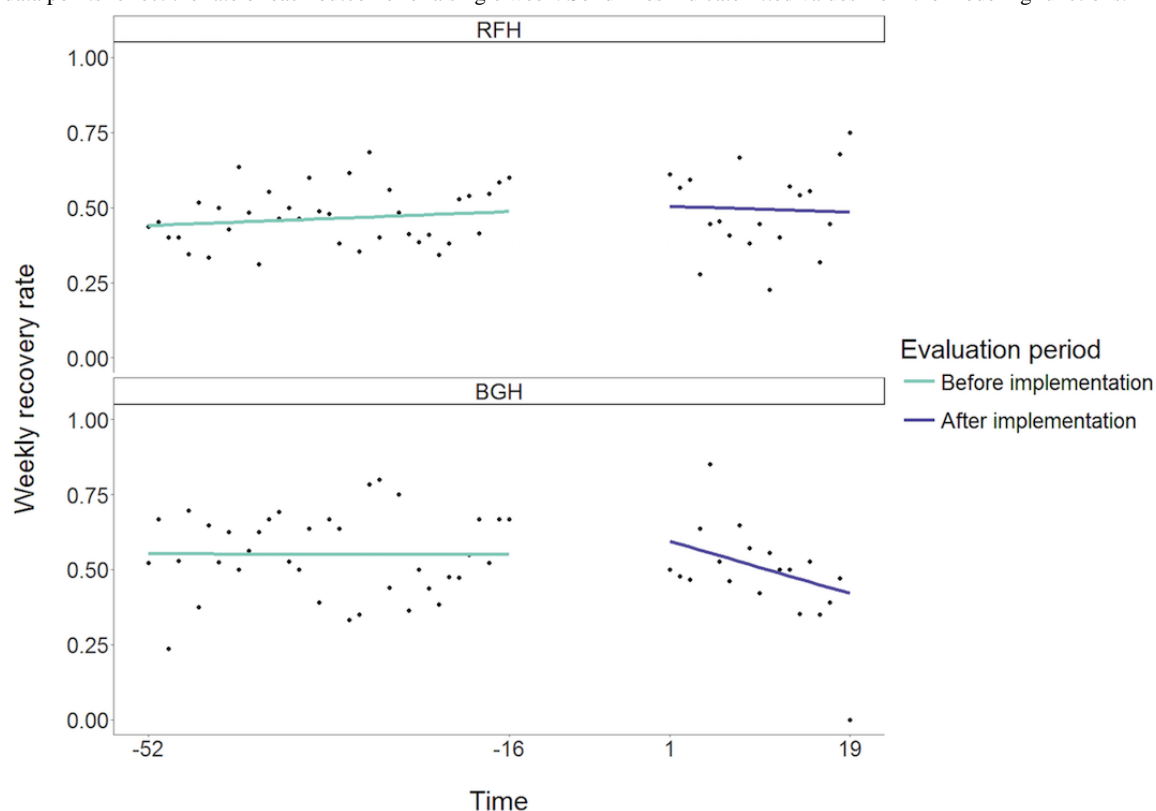 RFH
1.00
0.75
0.50
0.25
0.00
BGH
1.00
0.75
0.50
0.25
0.00
-52
-16
1
19
Time
Weekly recovery rate
Evaluation period
Before implementation
After implementation